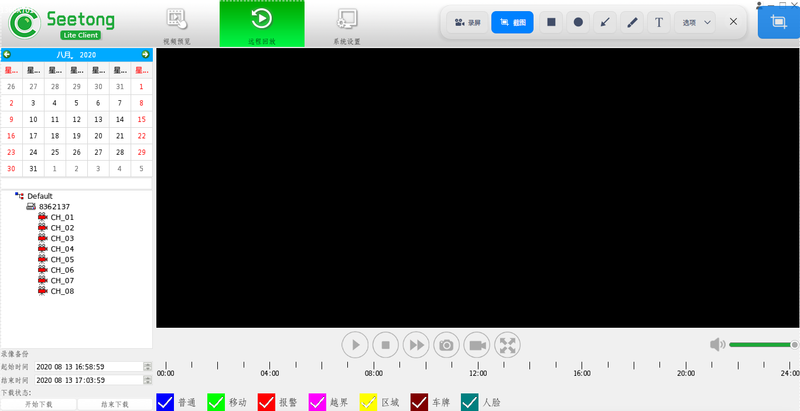 Seetong
Lite Client
视频预览
远程回放
系统设置
录屏
截图
T
选项
八月, 2020
星... 星... 星... 星... 星... 星... 星...
26 27 28 29 30 31 1
2 3 4 5 6 7 8
9 10 11 12 13 14 15
16 17 18 19 20 21 22
23 24 25 26 27 28 29
30 31 1 2 3 4 5
Default
8362137
CH_01
CH_02
CH_03
CH_04
CH_05
CH_06
CH_07
CH_08
录像备份
起始时间 2020 08 13 16:58:59
结束时间 2020 08 13 17:03:59
下载状态:
开始下载 结束下载
00:00 04:00 08:00 12:00 16:00 20:00 24:00
普通 移动 报警 越界 区域 车牌 人脸